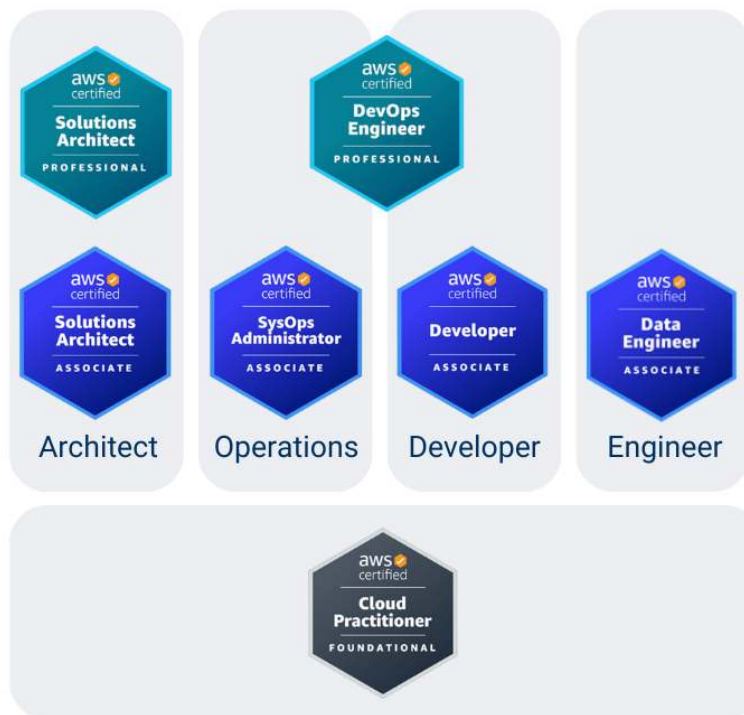 aws
certified
Solutions
Architect
PROFESSIONAL
aws
certified
DevOps
Engineer
PROFESSIONAL
aws
certified
Solutions
Architect
ASSOCIATE
aws
certified
SysOps
Administrator
ASSOCIATE
aws
certified
Developer
ASSOCIATE
aws
certified
Data
Engineer
ASSOCIATE
Architect
Operations
Developer
Engineer
aws
certified
Cloud
Practitioner
FOUNDATIONAL